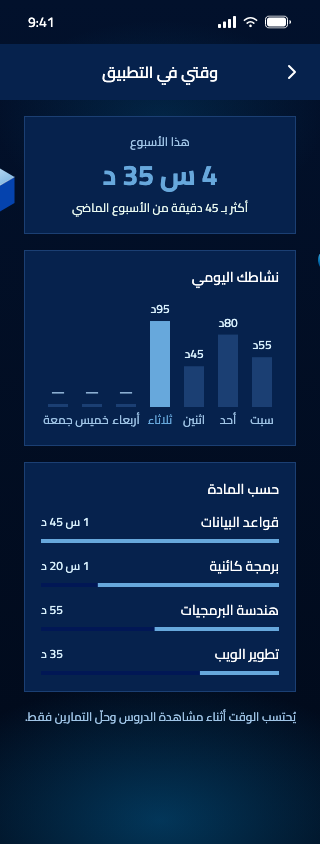 9:41
وقتي في التطبيق
هذا الأسبوع
4 س 35 د
أكثر بـ 45 دقيقة من الأسبوع الماضي
نشاطك اليومي
55د
80د
45د
95د
—
—
—
سبت أحد اثنين ثلاثاء أربعاء خميس جمعة
حسب المادة
قواعد البيانات 1 س 45 د
برمجة كائنية 1 س 20 د
هندسة البرمجيات 55 د
تطوير الويب 35 د
يُحتسب الوقت أثناء مشاهدة الدروس وحلّ التمارين فقط.